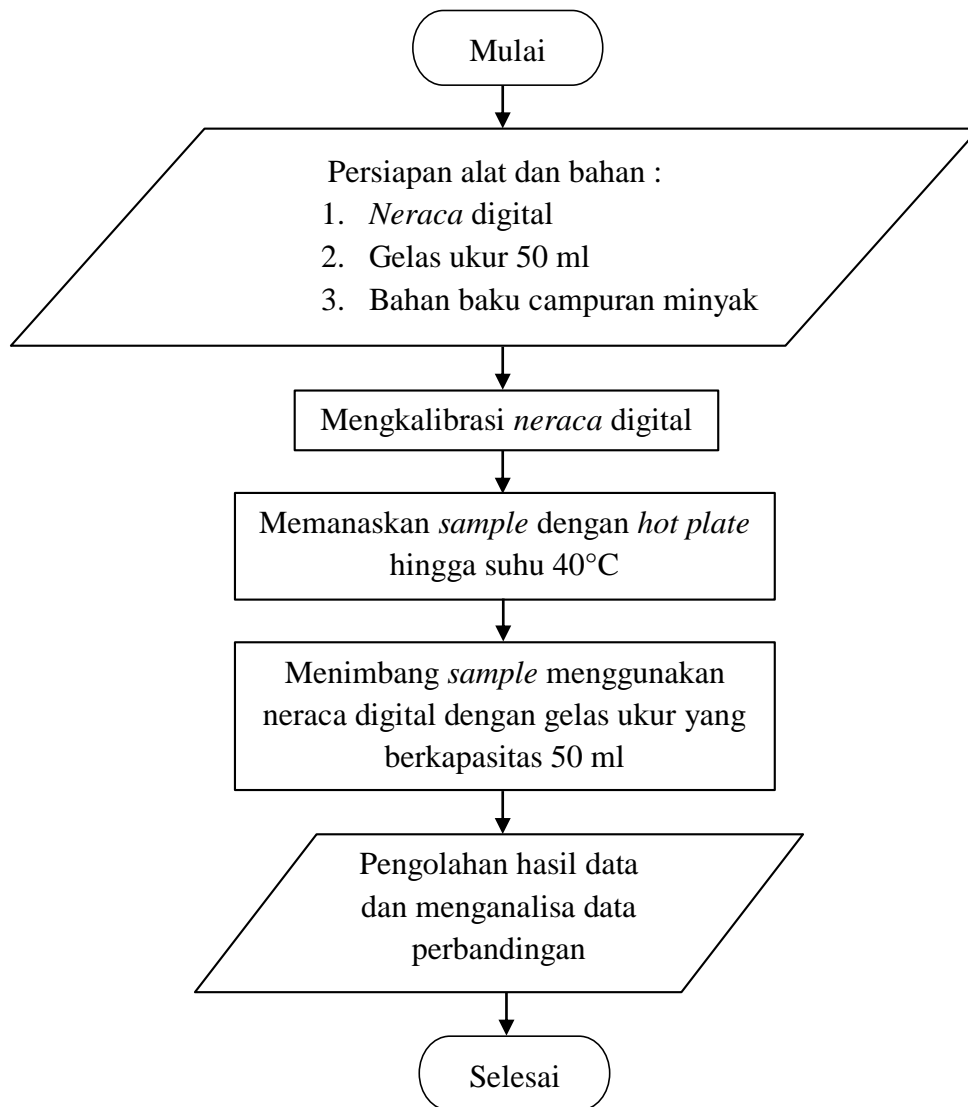 Mulai
Persiapan alat dan bahan :
1. Neraca digital
2. Gelas ukur 50 ml
3. Bahan baku campuran minyak
Mengkalibrasi neraca digital
Memanaskan sample dengan hot plate
hingga suhu 40°C
Menimbang sample menggunakan
neraca digital dengan gelas ukur yang
berkapasitas 50 ml
Pengolahan hasil data
dan menganalisa data
perbandingan
Selesai